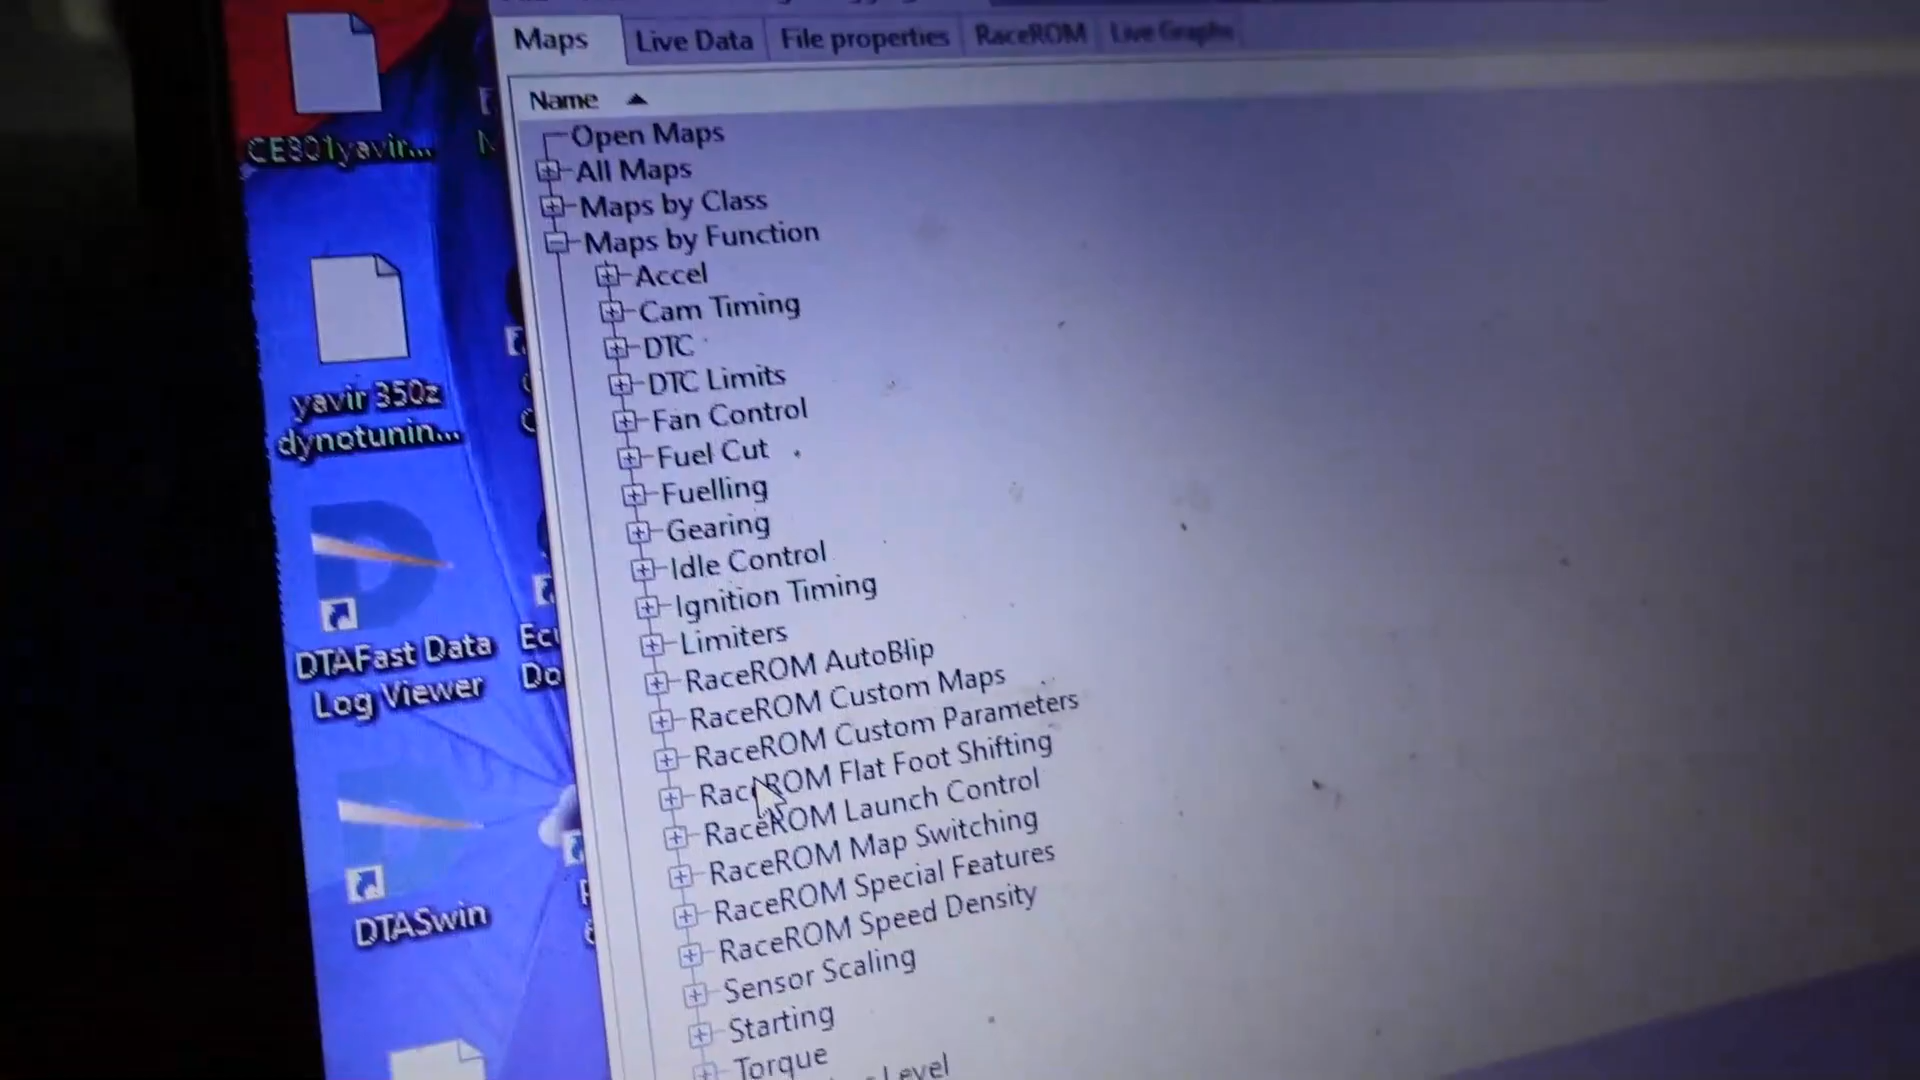 Maps
Live Data
File properties
RaceROM
Live Graphs
Name
Open Maps
All Maps
Maps by Class
Maps by Function
Accel
Cam Timing
DTC
DTC Limits
Fan Control
Fuel Cut
Fuelling
Gearing
Idle Control
Ignition Timing
Limiters
RaceROM AutoBlip
RaceROM Custom Maps
RaceROM Custom Parameters
RaceROM Flat Foot Shifting
RaceROM Launch Control
RaceROM Map Switching
RaceROM Special Features
RaceROM Speed Density
Sensor Scaling
Starting
Torque
Level
CE801yavir...
yavir 350z
dynotunin...
DTAFast Data
Log Viewer
DTASwin